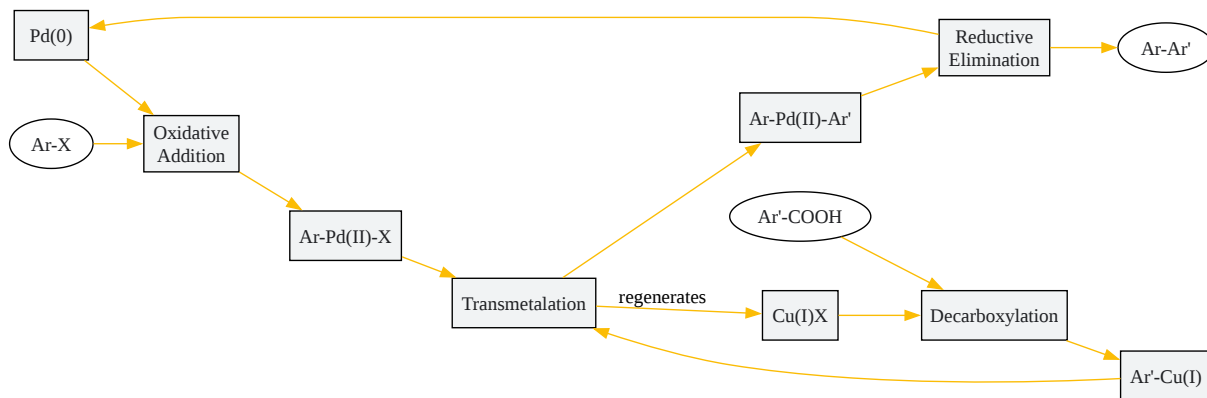 Pd(0)
Reductive
Elimination
Ar-Ar'
Ar-X
Oxidative
Addition
Ar-Pd(II)-Ar'
Ar-Pd(II)-X
Ar'-COOH
Transmetalation
regenerates
Cu(I)X
Decarboxylation
Ar'-Cu(I)